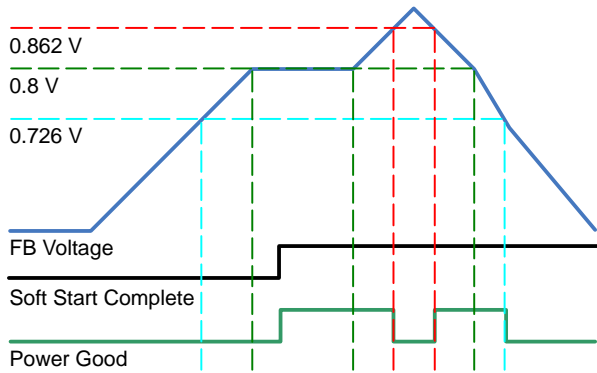 0.862 V
0.8 V
0.726 V
FB Voltage
Soft Start Complete
Power Good